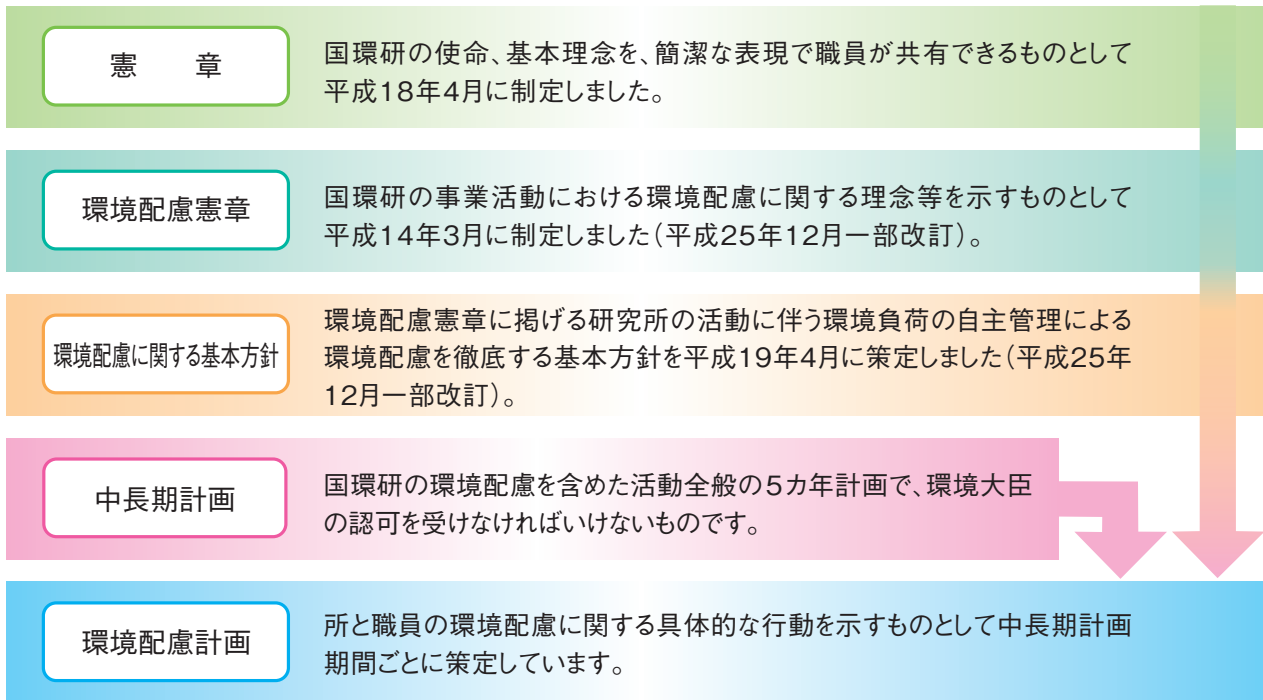 憲　章
国環研の使命、基本理念を、簡潔な表現で職員が共有できるものとして
平成18年4月に制定しました。
環境配慮憲章
国環研の事業活動における環境配慮に関する理念等を示すものとして
平成14年3月に制定しました(平成25年12月一部改訂)。
環境配慮に関する基本方針
環境配慮憲章に掲げる研究所の活動に伴う環境負荷の自主管理による
環境配慮を徹底する基本方針を平成19年4月に策定しました(平成25年
12月一部改訂)。
中長期計画
国環研の環境配慮を含めた活動全般の5カ年計画で、環境大臣
の認可を受けなければいけないものです。
環境配慮計画
所と職員の環境配慮に関する具体的な行動を示すものとして中長期計画
期間ごとに策定しています。